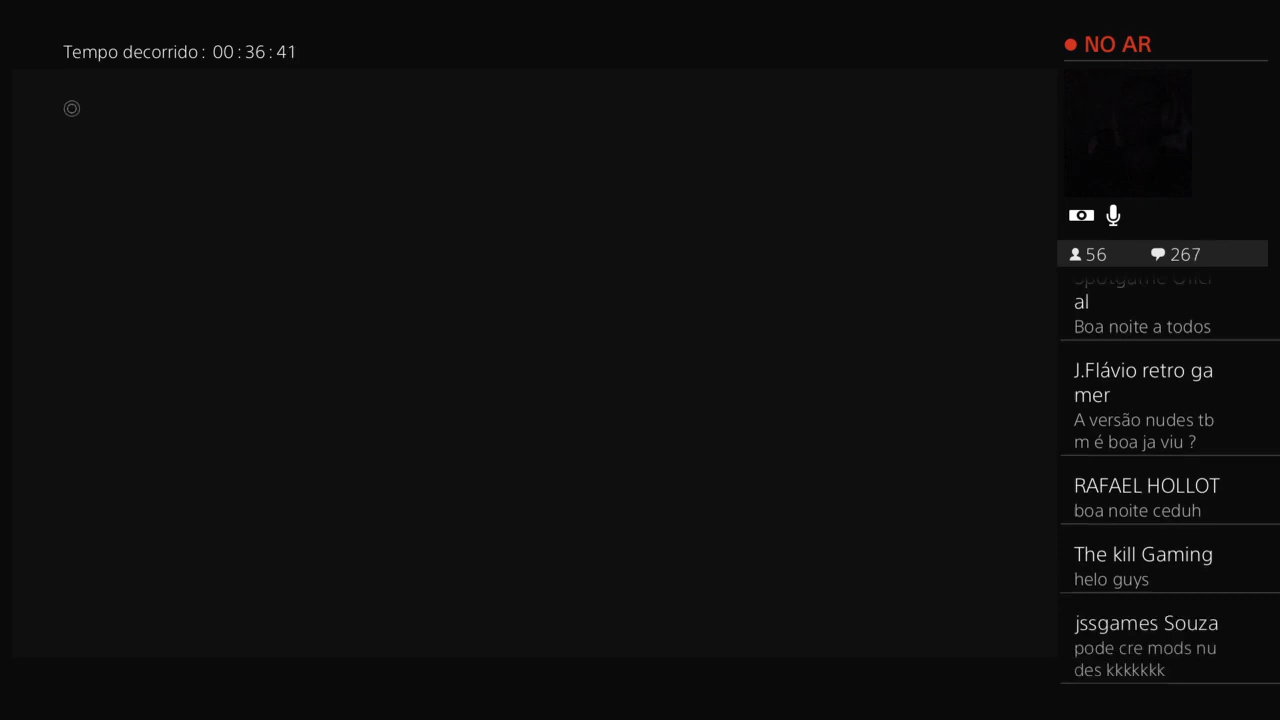 Tempo decorrido: 00:36:41
NO AR
56 267
Spotgame Ofici
al
Boa noite a todos
J.Flávio retro ga
mer
A versão nudes tb
m é boa ja viu ?
RAFAEL HOLLOT
boa noite ceduh
The kill Gaming
helo guys
jssgames Souza
pode cre mods nu
des kkkkkkk